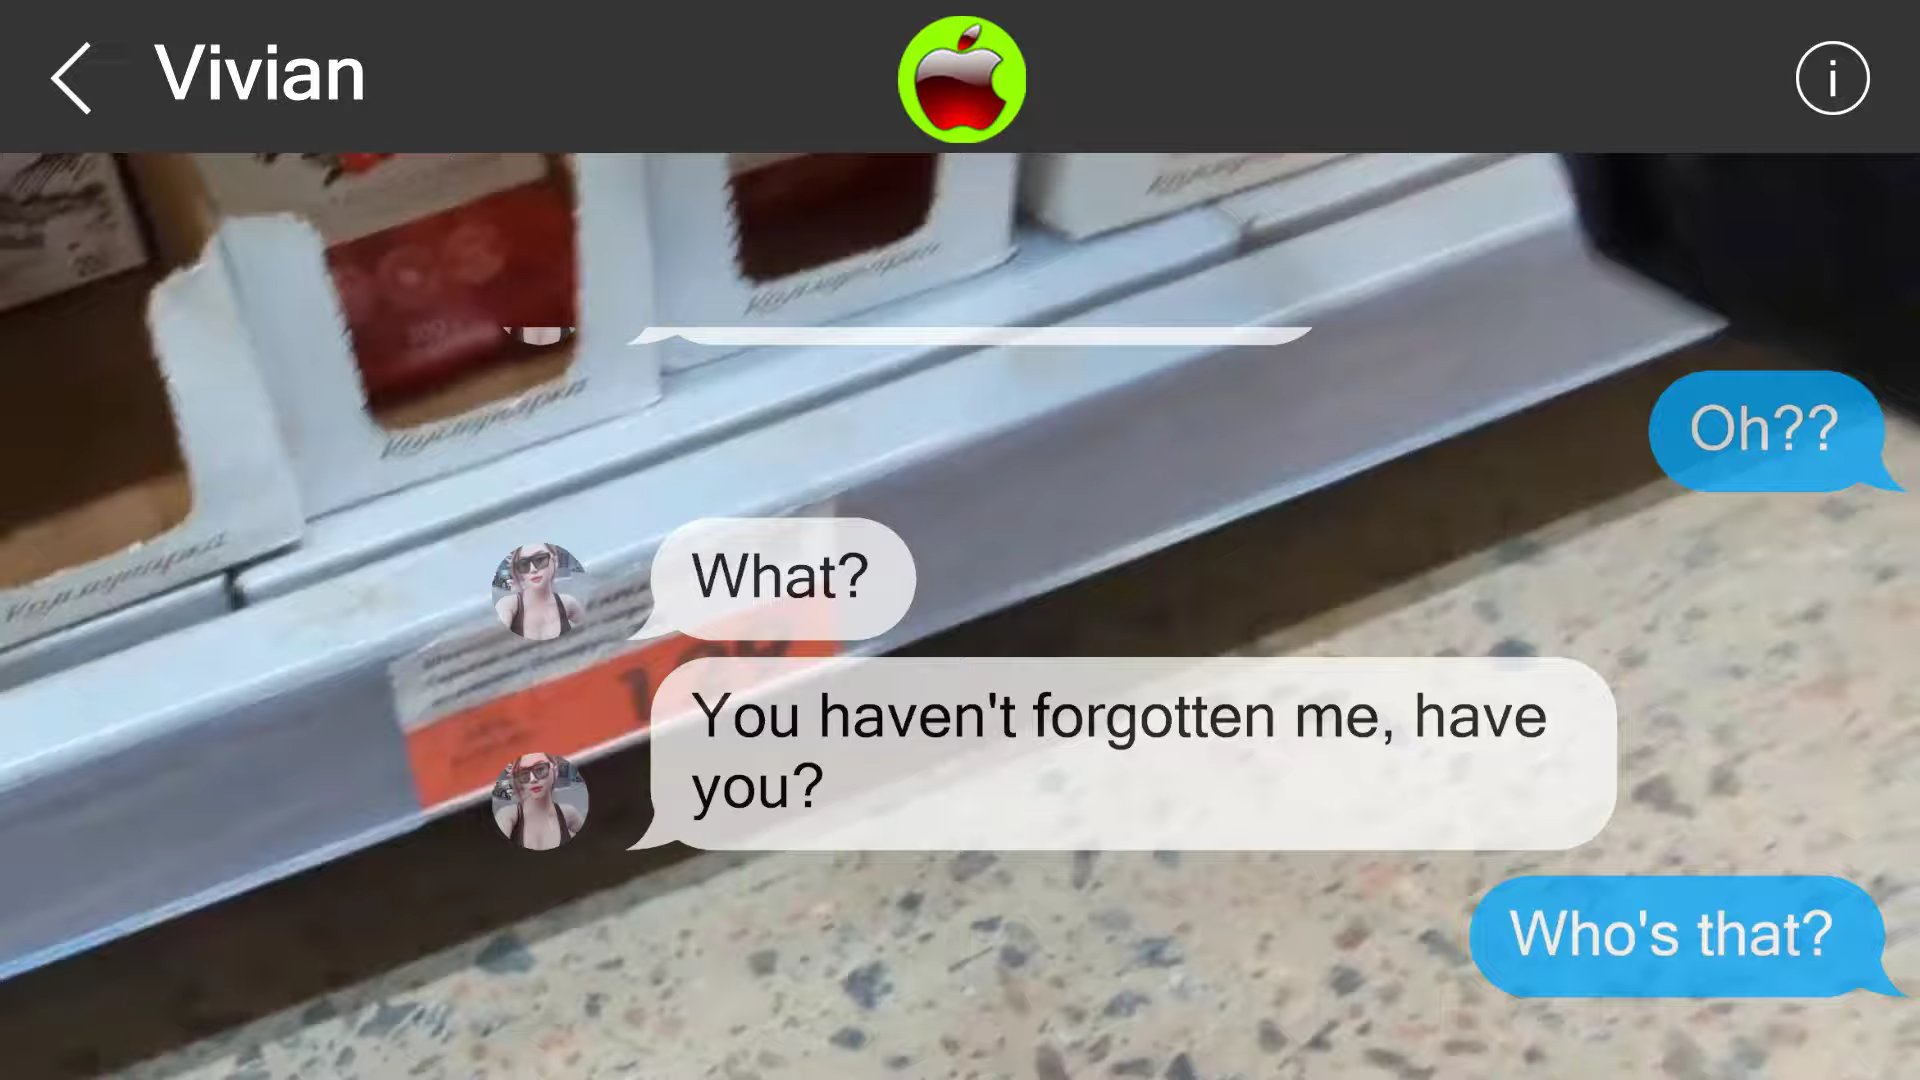 Vivian
Oh??
What?
You haven't forgotten me, have
you?
Who's that?